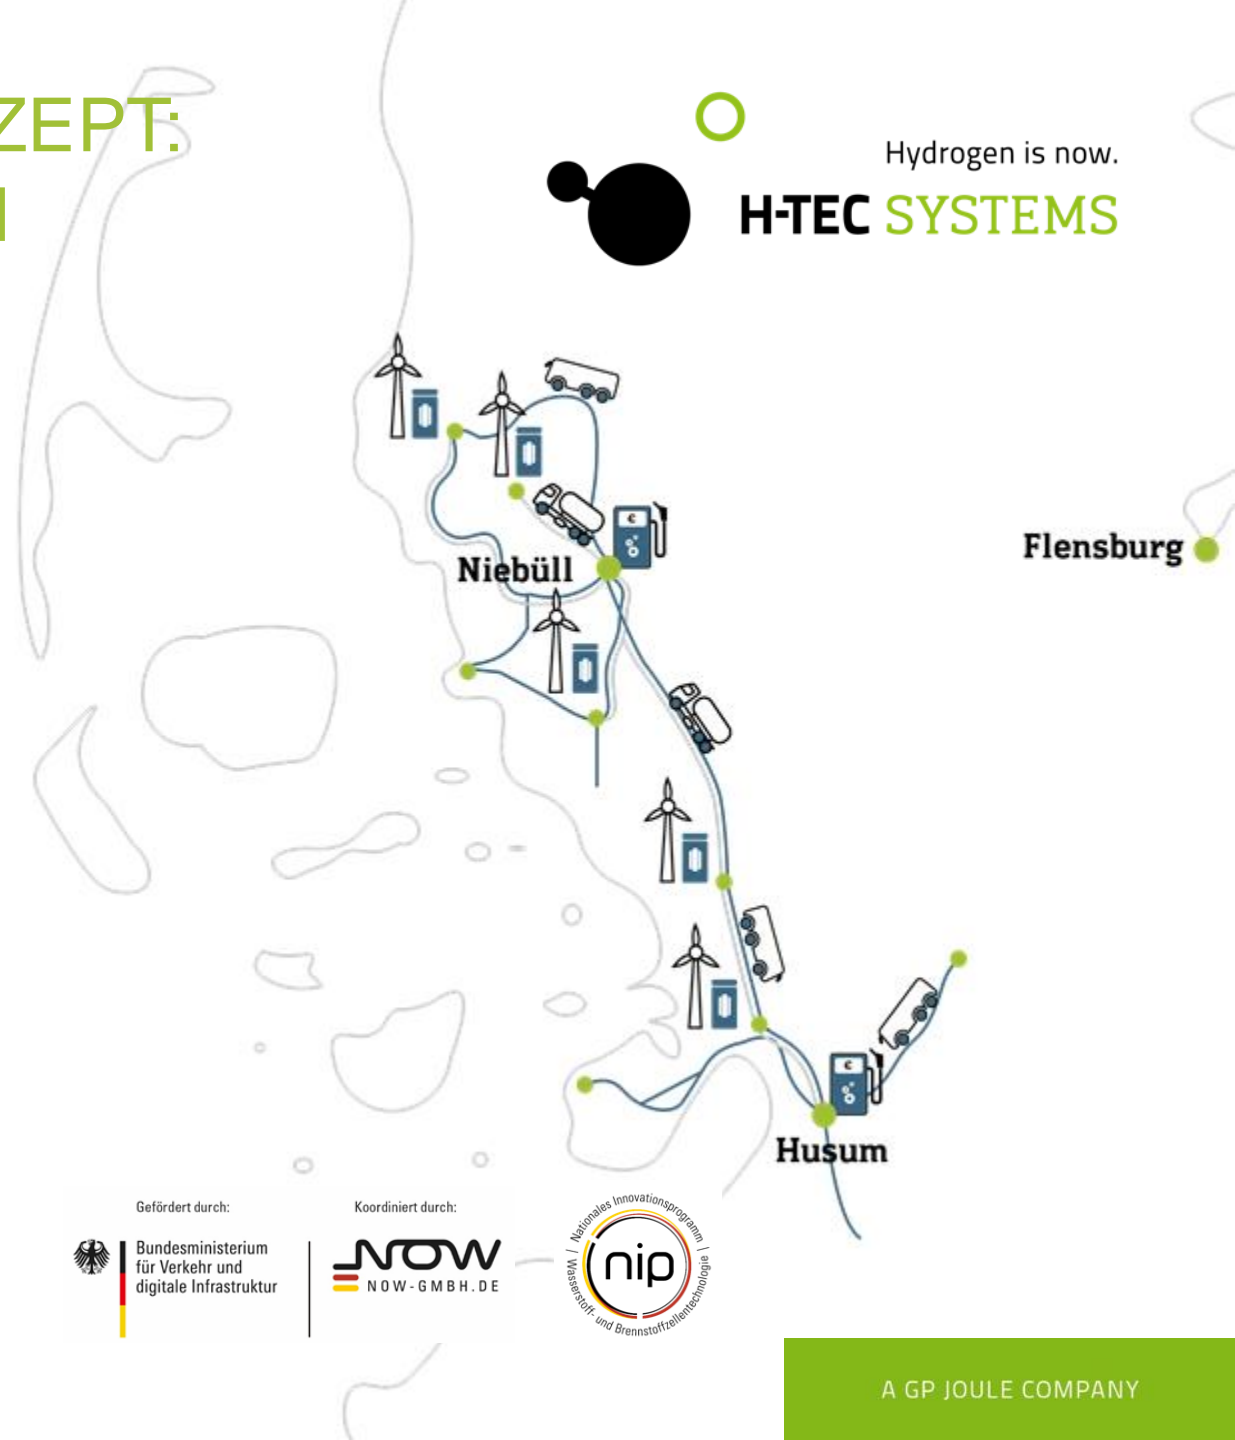 ZEPT:
Hydrogen is now.
H-TEC SYSTEMS
€
Niebüll
Flensburg
€
Husum
Gefördert durch:
Bundesministerium
für Verkehr und
digitale Infrastruktur
Koordiniert durch:
NOW
NOW-GMBH.DE
Nationales Innovationsprogramm |
Wasserstoff- und Brennstoffzellentechnologie |
nip
A GP JOULE COMPANY